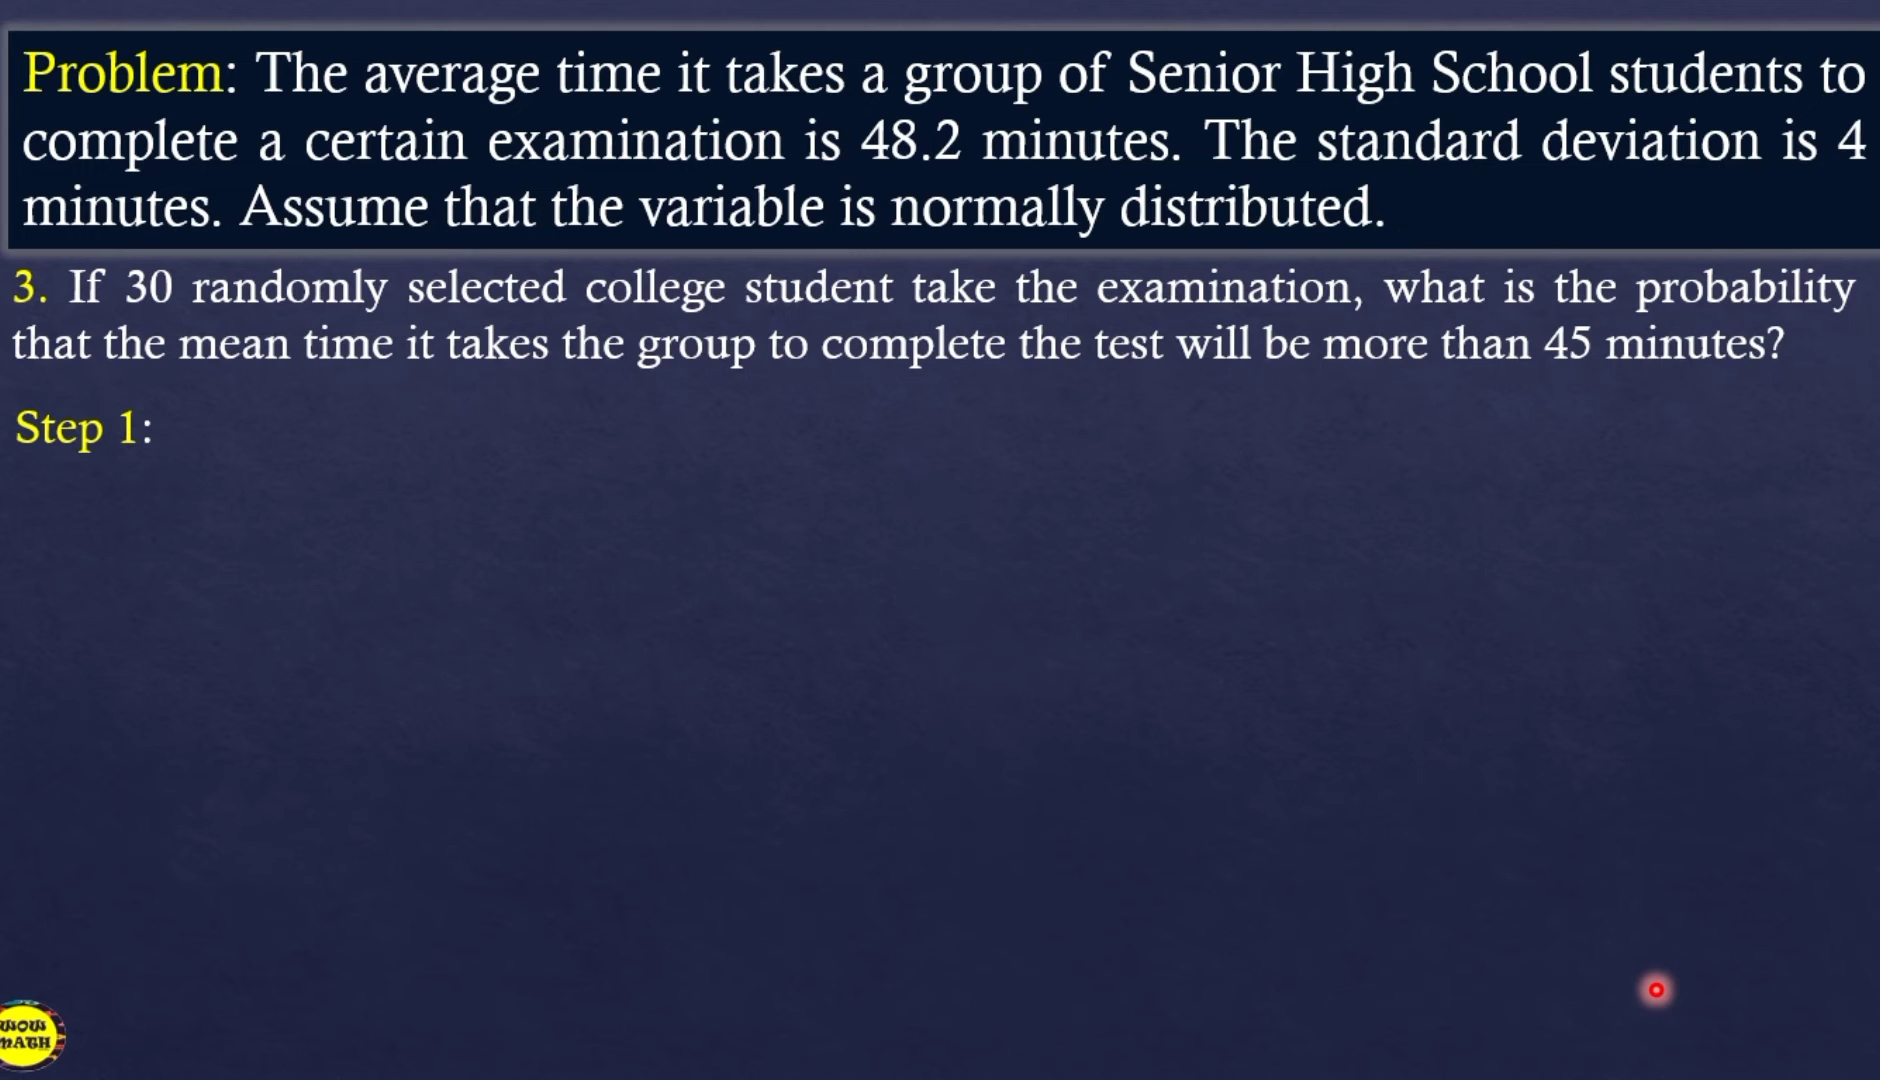 Problem: The average time it takes a group of Senior High School students to
complete a certain examination is 48.2 minutes. The standard deviation is 4
minutes. Assume that the variable is normally distributed.
3. If 30 randomly selected college student take the examination, what is the probability
that the mean time it takes the group to complete the test will be more than 45 minutes?
Step 1:
WOW
MATH